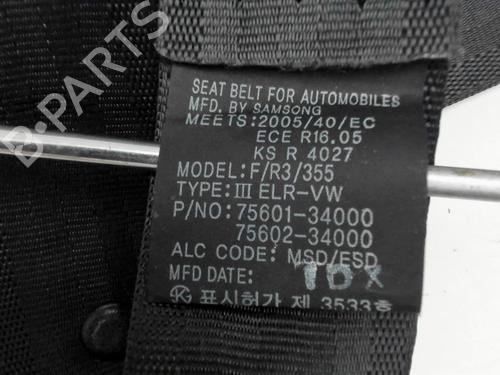 B-PARTS
SEAT BELT FOR AUTOMOBILES
MFD. BY SAMSONG
MEETS:2005/40/EC
ECE R16.05
KS R 4027
MODEL:F/R3/355
TYPE:III ELR-VW
P/NO:75601-34000
75602-34000
ALC CODE: MSD/ESD
MFD DATE: TDX
표시허가 제 3533호